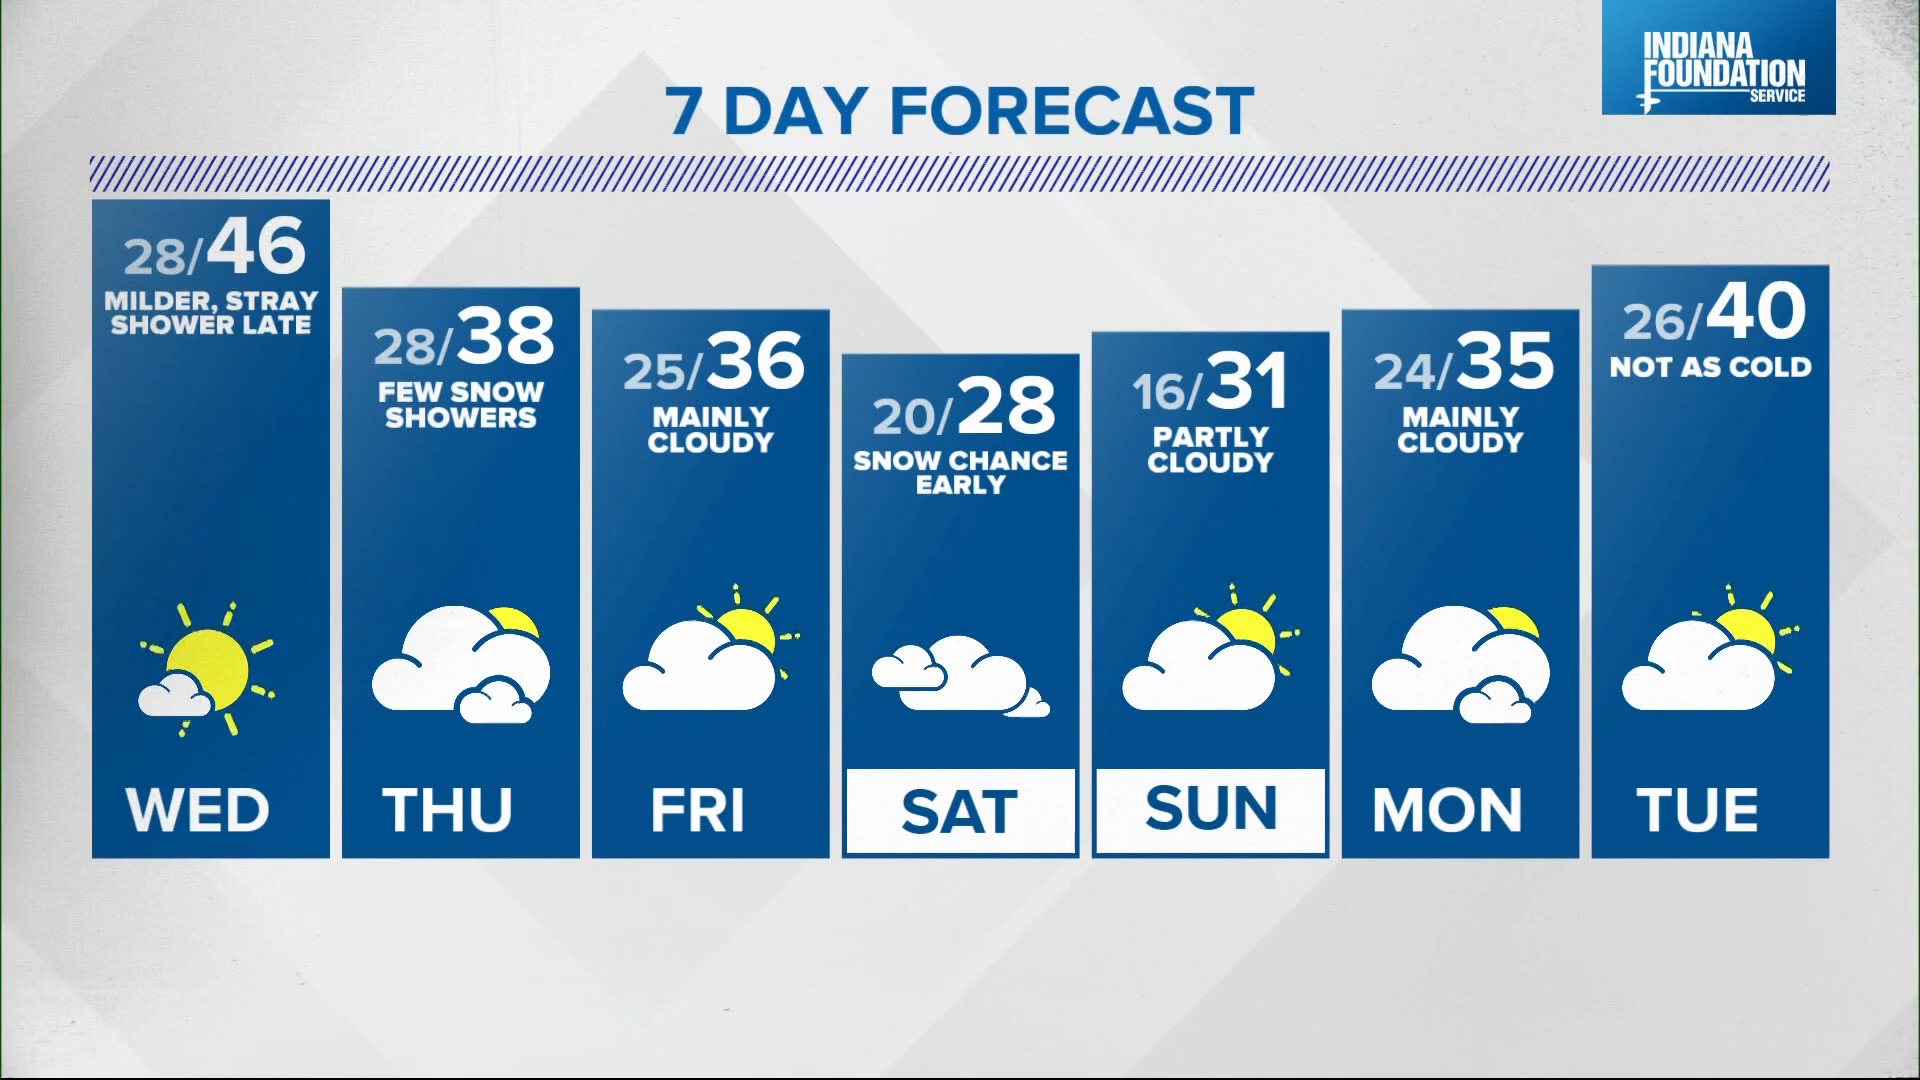 INDIANA
FOUNDATION
SERVICE
7 DAY FORECAST
28/46
MILDER, STRAY
SHOWER LATE
WED
28/38
FEW SNOW
SHOWERS
THU
25/36
MAINLY
CLOUDY
FRI
20/28
SNOW CHANCE
EARLY
SAT
16/31
PARTLY
CLOUDY
SUN
24/35
MAINLY
CLOUDY
MON
26/40
NOT AS COLD
TUE